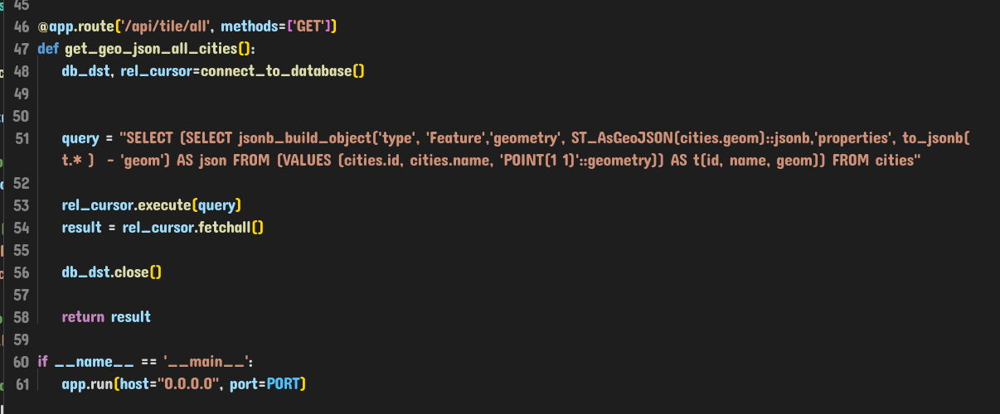 45
46 @app.route('/api/tile/all', methods=['GET'])
47 def get_geo_json_all_cities():
48 db_dst, rel_cursor=connect_to_database()
49
50
51 query = "SELECT (SELECT jsonb_build_object('type', 'Feature','geometry', ST_AsGeoJSON(cities.geom)::jsonb,'properties', to_jsonb(
t.* ) - 'geom') AS json FROM (VALUES (cities.id, cities.name, 'POINT(1 1)'::geometry)) AS t(id, name, geom)) FROM cities"
52
53 rel_cursor.execute(query)
54 result = rel_cursor.fetchall()
55
56 db_dst.close()
57
58 return result
59
60 if __name__ == '__main__':
61 app.run(host="0.0.0.0", port=PORT)